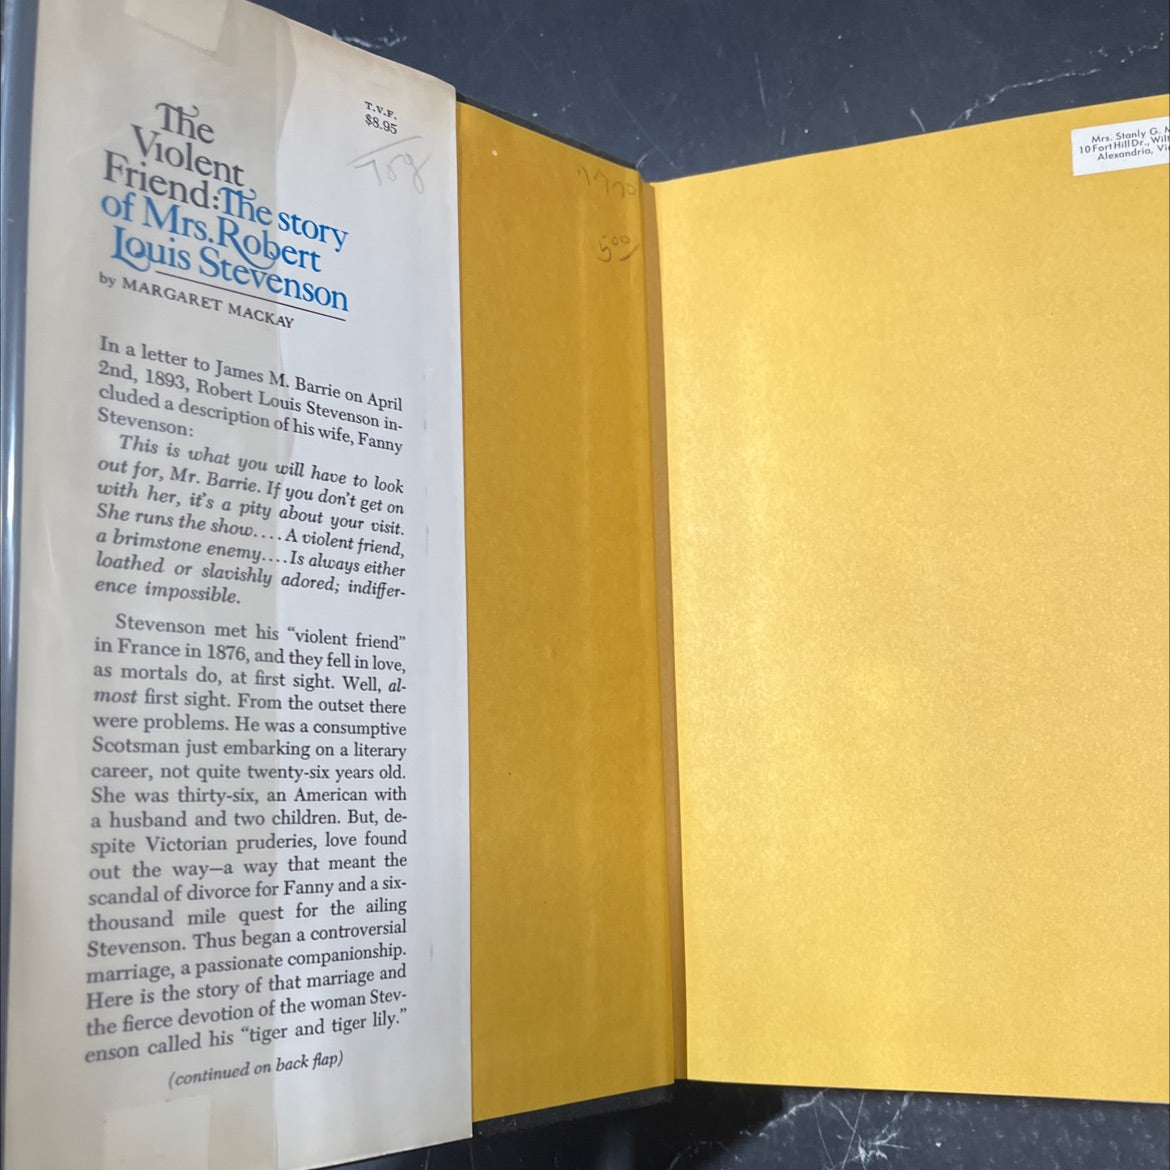 The
Violent
Friend: The story
of Mrs. Robert
Louis Stevenson
by MARGARET MACKAY
T.V.F.
$8.95
In a letter to James M. Barrie on April
2nd, 1893, Robert Louis Stevenson in-
cluded a description of his wife, Fanny
Stevenson:
This is what you will have to look
out for, Mr. Barrie. If you don't get on
with her, it's a pity about your visit.
She runs the show.... A violent friend,
a brimstone enemy.... Is always either
loathed or slavishly adored; indiffer-
ence impossible.
Stevenson met his “violent friend”
in France in 1876, and they fell in love,
as mortals do, at first sight. Well, al-
most first sight. From the outset there
were problems. He was a consumptive
Scotsman just embarking on a literary
career, not quite twenty-six years old.
She was thirty-six, an American with
a husband and two children. But, de-
spite Victorian pruderies, love found
out the way—a way that meant the
scandal of divorce for Fanny and a six-
thousand mile quest for the ailing
Stevenson. Thus began a controversial
marriage, a passionate companionship.
Here is the story of that marriage and
the fierce devotion of the woman Stev-
enson called his “tiger and tiger lily.”
(continued on back flap)
500
Mrs. Stanly G. M
10 Fort Hill Dr., Wil
Alexandria, Vi